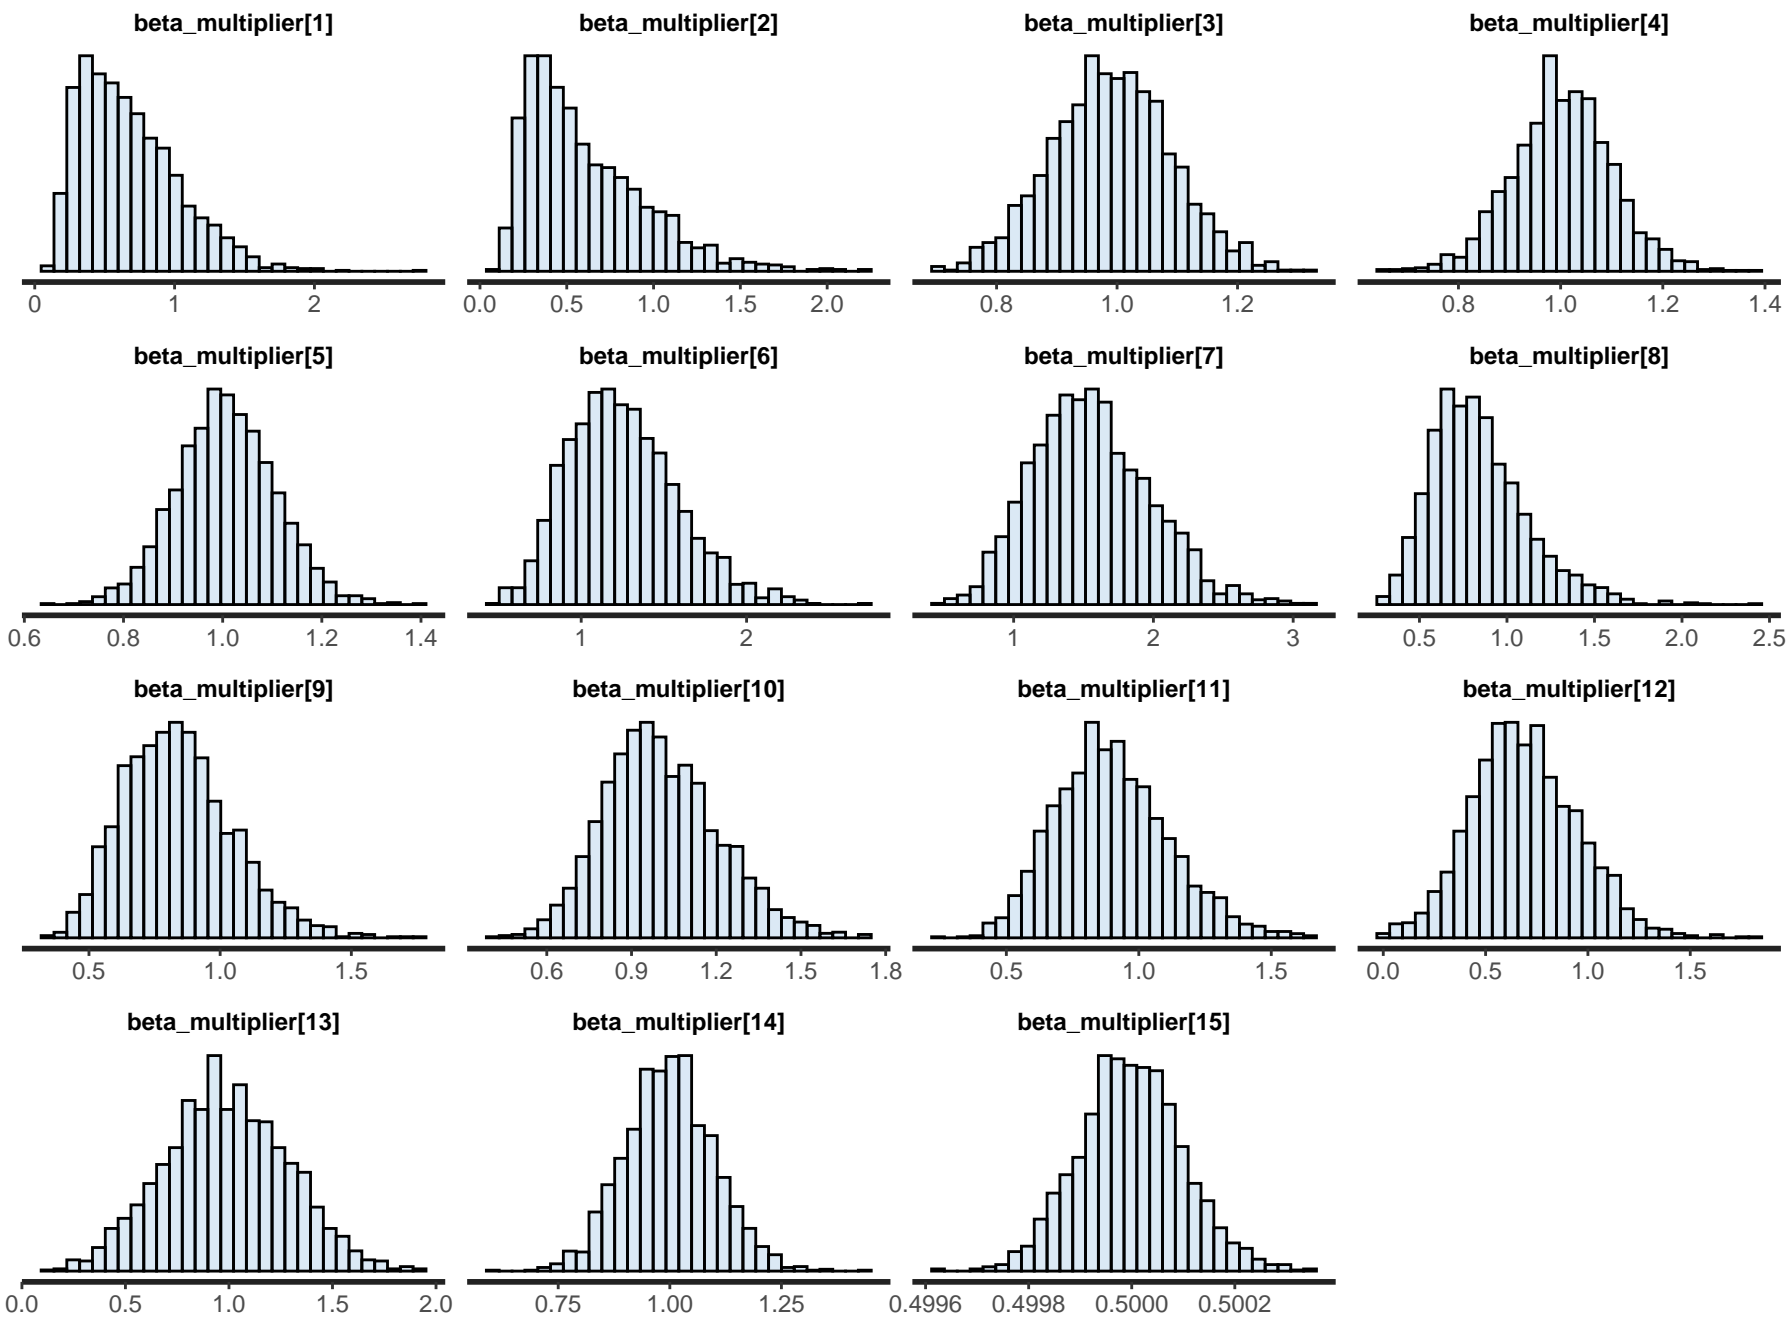 beta_multiplier[1] beta_multiplier[2] beta_multiplier[3] beta_multiplier[4]
0 1 2 0.0 0.5 1.0 1.5 2.0 0.8 1.0 1.2 0.8 1.0 1.2 1.4
beta_multiplier[5] beta_multiplier[6] beta_multiplier[7] beta_multiplier[8]
0.6 0.8 1.0 1.2 1.4 1 2 1 2 3 0.5 1.0 1.5 2.0 2.5
beta_multiplier[9] beta_multiplier[10] beta_multiplier[11] beta_multiplier[12]
0.5 1.0 1.5 0.6 0.9 1.2 1.5 1.8 0.5 1.0 1.5 0.0 0.5 1.0 1.5
beta_multiplier[13] beta_multiplier[14] beta_multiplier[15]
0.0 0.5 1.0 1.5 2.0 0.75 1.00 1.25 0.4996 0.4998 0.5000 0.5002